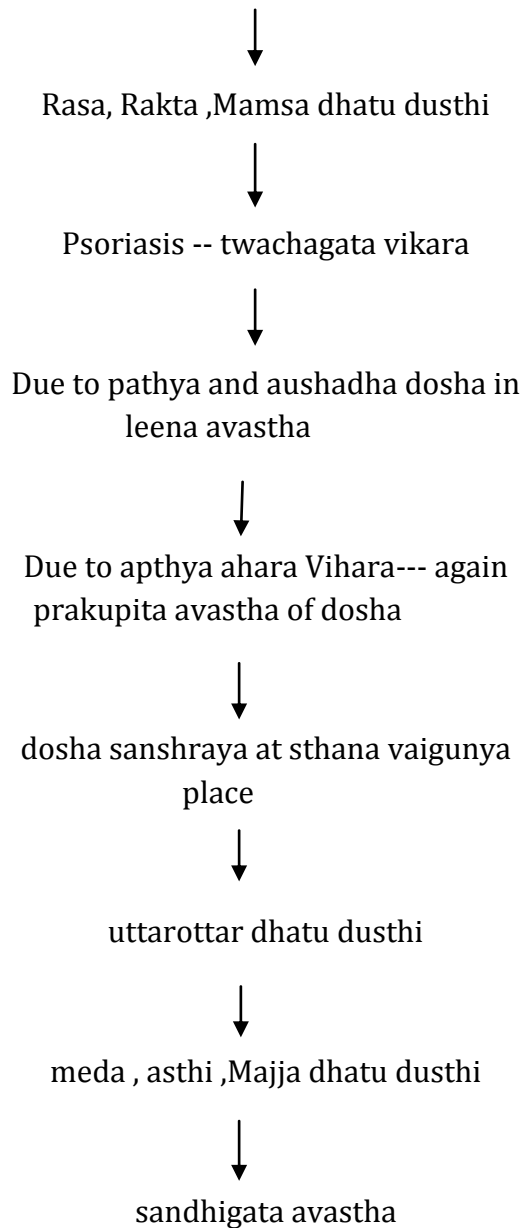 Rasa, Rakta ,Mamsa dhatu dusthi
Psoriasis -- twachagata vikara
Due to pathya and aushadha dosha in
leena avastha
Due to apthya ahara Vihara--- again
prakupita avastha of dosha
dosha sanshraya at sthana vaigunya
place
uttarottar dhatu dusthi
meda , asthi ,Majja dhatu dusthi
sandhigata avastha